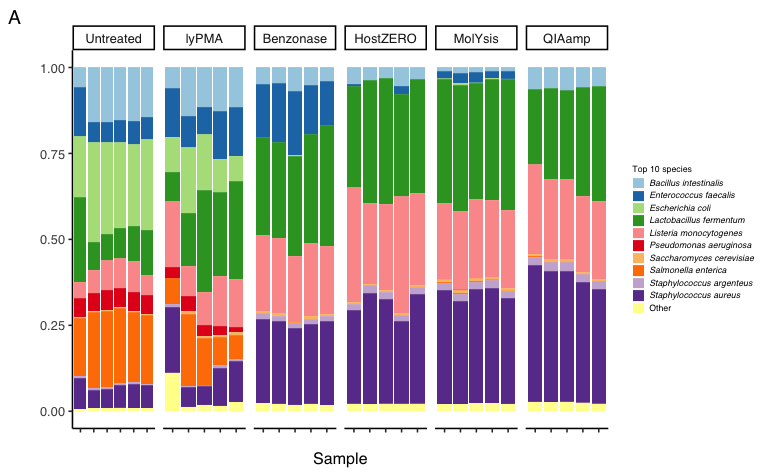 A
Untreated lyPMA Benzonase HostZERO MolYsis QIAamp
1.00
0.75
0.50
0.25
0.00
Sample
Top 10 species
Bacillus intestinalis
Enterococcus faecalis
Escherichia coli
Lactobacillus fermentum
Listeria monocytogenes
Pseudomonas aeruginosa
Saccharomyces cerevisiae
Salmonella enterica
Staphylococcus argenteus
Staphylococcus aureus
Other